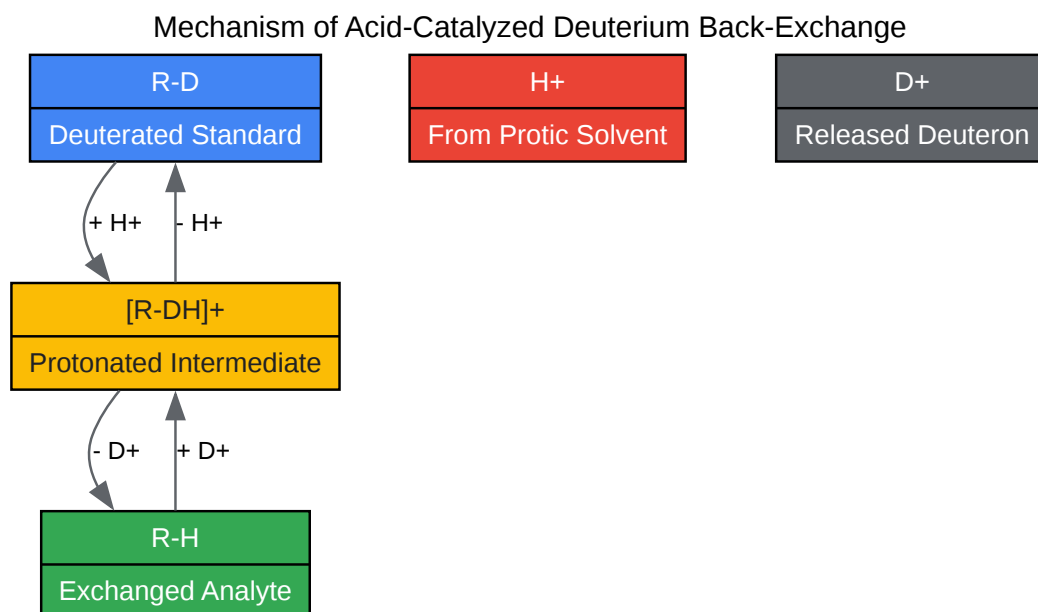 Mechanism of Acid-Catalyzed Deuterium Back-Exchange
R-D
Deuterated Standard
H+
From Protic Solvent
D+
Released Deuteron
+ H+
- H+
[R-DH]+
Protonated Intermediate
- D+
+ D+
R-H
Exchanged Analyte